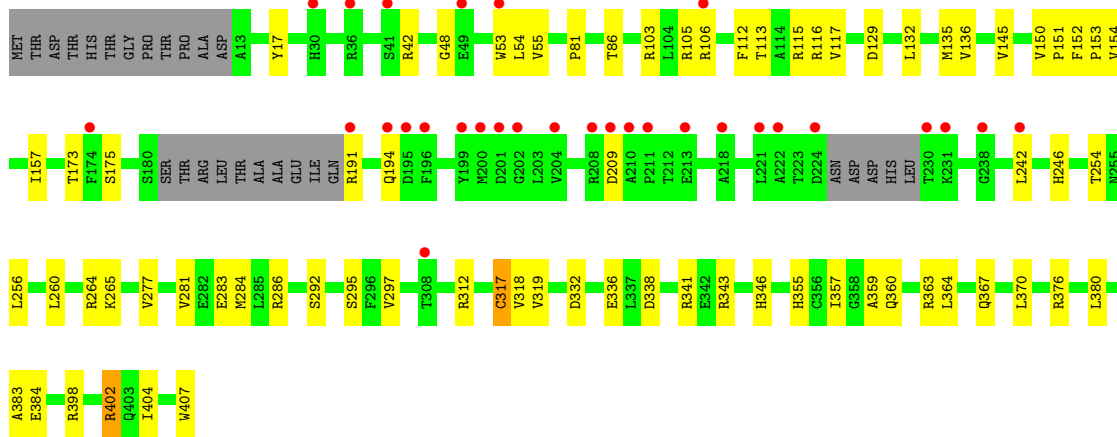 MET THR ASP THR HIS THR GLY PRO THR PRO ALA ASP A13 Y17 H30 R36 S41 R42 G48 E49 W53 L54 V55 P81 T86 R103 L104 R105 R106 F112 T113 A114 R115 R116 V117 D129 L132 M135 V136 V145 V150 P151 F152 P153 V154
I157 T173 F174 S175 S180 SER THR ARG LEU THR ALA ALA GLU ILE GLN R191 Q194 D195 F196 Y199 M200 D201 G202 L203 V204 R208 D209 A210 P211 T212 E213 A218 L221 A222 T223 D224 ASN ASP ASP HIS LEU T230 K231 G238 L242 H246 T254 N255
L256 L260 R264 K265 V277 V281 E282 E283 M284 L285 R286 S292 S295 F296 V297 T308 R312 C317 V318 V319 D332 E336 L337 D338 R341 E342 R343 H346 H355 C356 I357 G358 A359 Q360 R363 L364 Q367 L370 R376 L380
A383 E384 R398 R402 Q403 I404 W407